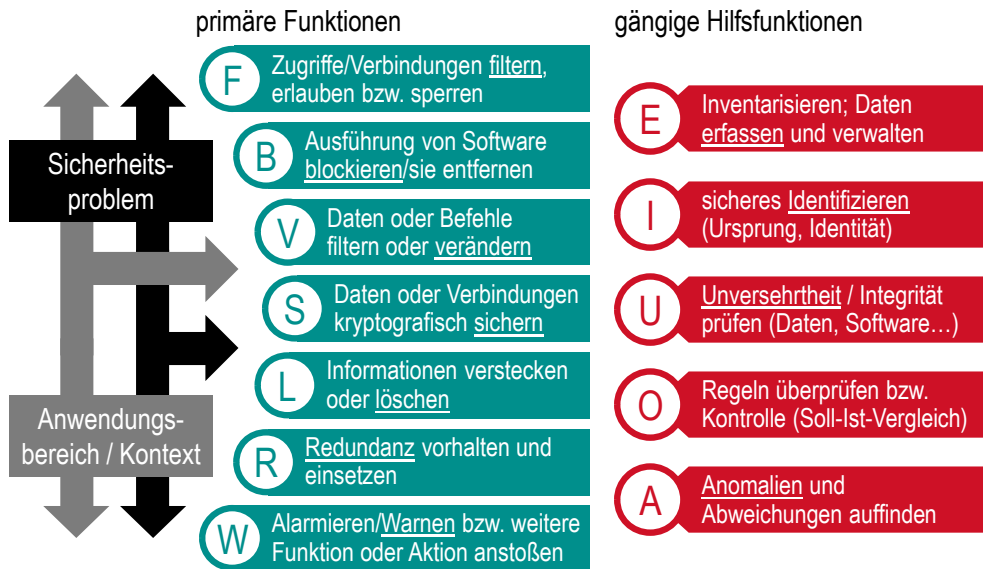 primäre Funktionen
gängige Hilfsfunktionen
Sicherheits-
problem
Anwendungs-
bereich / Kontext
F
Zugriffe/Verbindungen filtern,
erlauben bzw. sperren
B
Ausführung von Software
blockieren/sie entfernen
V
Daten oder Befehle
filtern oder verändern
S
Daten oder Verbindungen
kryptografisch sichern
L
Informationen verstecken
oder löschen
R
Redundanz vorhalten und
einsetzen
W
Alarmieren/Warnen bzw. weitere
Funktion oder Aktion anstoßen
E
Inventarisieren; Daten
erfassen und verwalten
I
sicheres Identifizieren
(Ursprung, Identität)
U
Unversehrtheit / Integrität
prüfen (Daten, Software…)
O
Regeln überprüfen bzw.
Kontrolle (Soll-Ist-Vergleich)
A
Anomalien und
Abweichungen auffinden